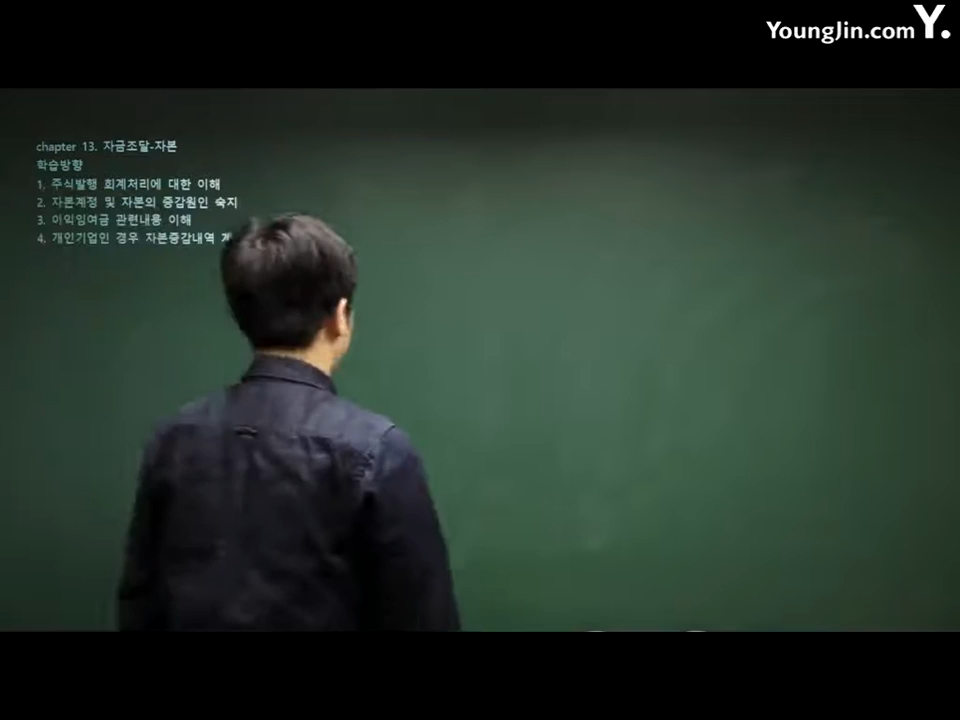 YoungJin.com Y.
chapter 13. 자금조달-자본
학습방향
1. 주식발행 회계처리에 대한 이해
2. 자본계정 및 자본의 증감원인 숙지
3. 이익잉여금 관련내용 이해
4. 개인기업인 경우 자본증감내역